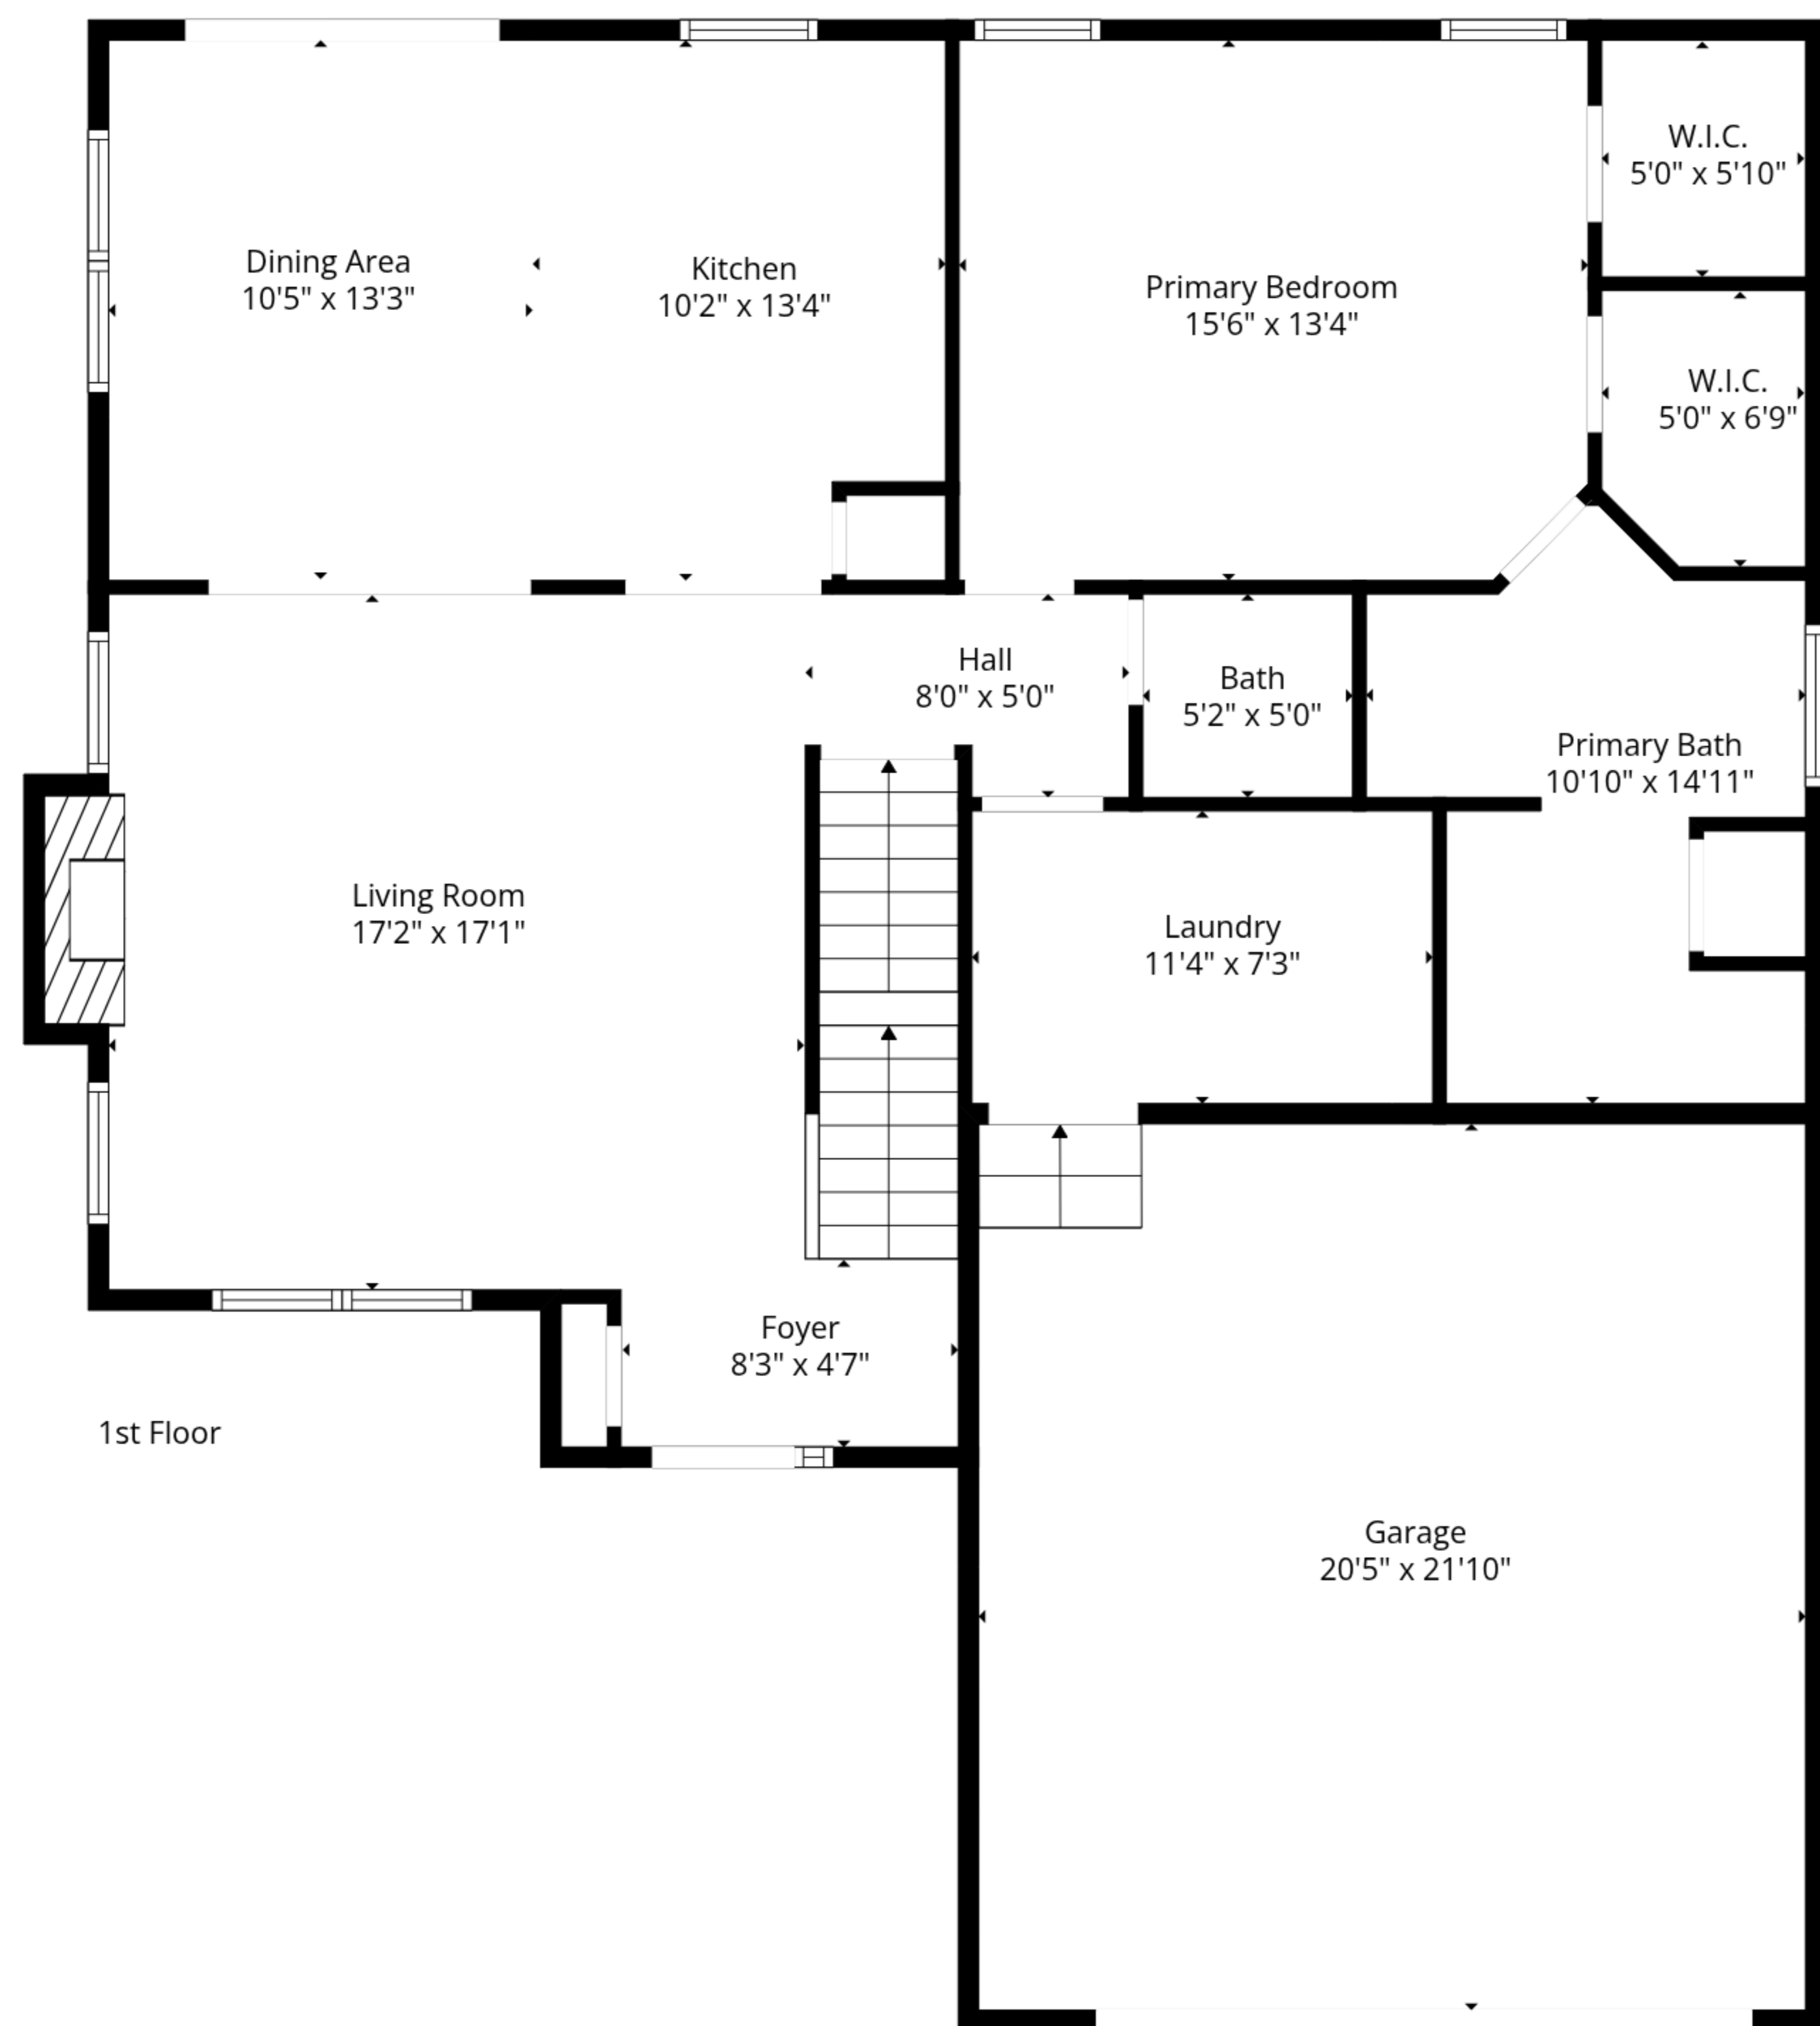 W.I.C.
5'0" x 5'10"
Dining Area
10'5" x 13'3"
Kitchen
10'2" x 13'4"
Primary Bedroom
15'6" x 13'4"
W.I.C.
5'0" x 6'9"
Hall
8'0" x 5'0"
Bath
5'2" x 5'0"
Primary Bath
10'10" x 14'11"
Living Room
17'2" x 17'1"
Laundry
11'4" x 7'3"
Foyer
8'3" x 4'7"
1st Floor
Garage
20'5" x 21'10"